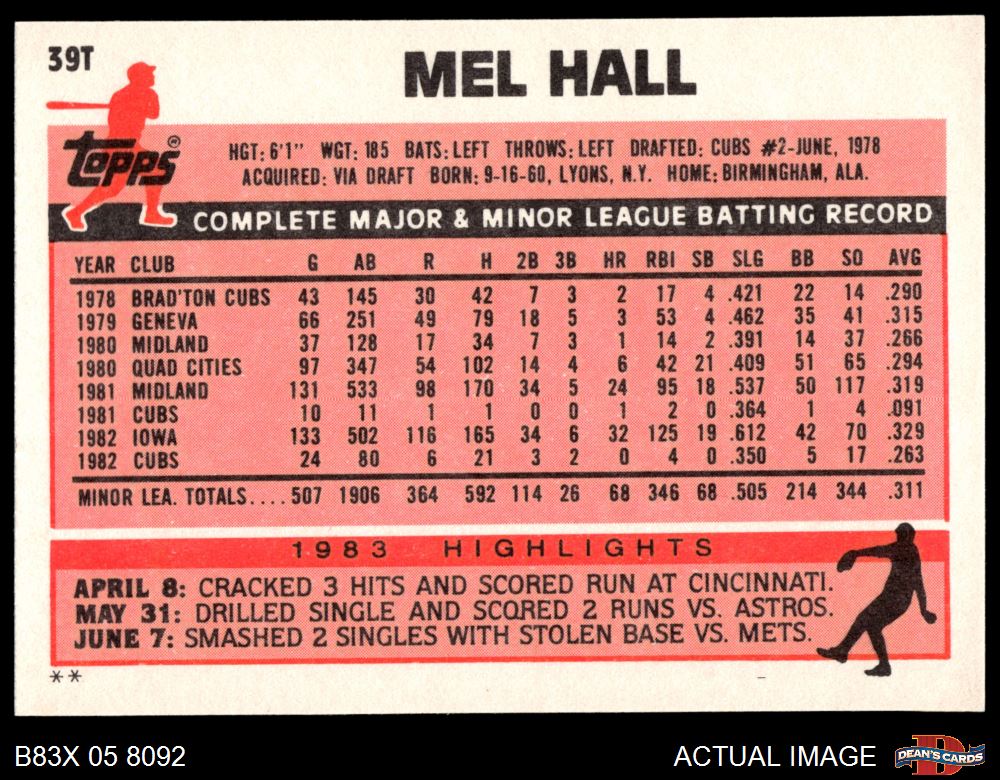 39T
MEL HALL
topps®
HGT: 6'1" WGT: 185 BATS: LEFT THROWS: LEFT DRAFTED: CUBS #2-JUNE, 1978
ACQUIRED: VIA DRAFT BORN: 9-16-60, LYONS, N.Y. HOME: BIRMINGHAM, ALA.
COMPLETE MAJOR & MINOR LEAGUE BATTING RECORD
YEAR CLUB G AB R H 2B 3B HR RBI SB SLG BB SO AVG
1978 BRAD'TON CUBS 43 145 30 42 7 3 2 17 4 .421 22 14 .290
1979 GENEVA 66 251 49 79 18 5 3 53 4 .462 35 41 .315
1980 MIDLAND 37 128 17 34 7 3 1 14 2 .391 14 37 .266
1980 QUAD CITIES 97 347 54 102 14 4 6 42 21 .409 51 65 .294
1981 MIDLAND 131 533 98 170 34 5 24 95 18 .537 50 117 .319
1981 CUBS 10 11 1 1 0 0 1 2 0 .364 1 4 .091
1982 IOWA 133 502 116 165 34 6 32 125 19 .612 42 70 .329
1982 CUBS 24 80 6 21 3 2 0 4 0 .350 5 17 .263
MINOR LEA. TOTALS.... 507 1906 364 592 114 26 68 346 68 .505 214 344 .311
1983 HIGHLIGHTS
APRIL 8: CRACKED 3 HITS AND SCORED RUN AT CINCINNATI.
MAY 31: DRILLED SINGLE AND SCORED 2 RUNS VS. ASTROS.
JUNE 7: SMASHED 2 SINGLES WITH STOLEN BASE VS. METS.
**
B83X 05 8092
ACTUAL IMAGE
D
DEAN'S CARDS